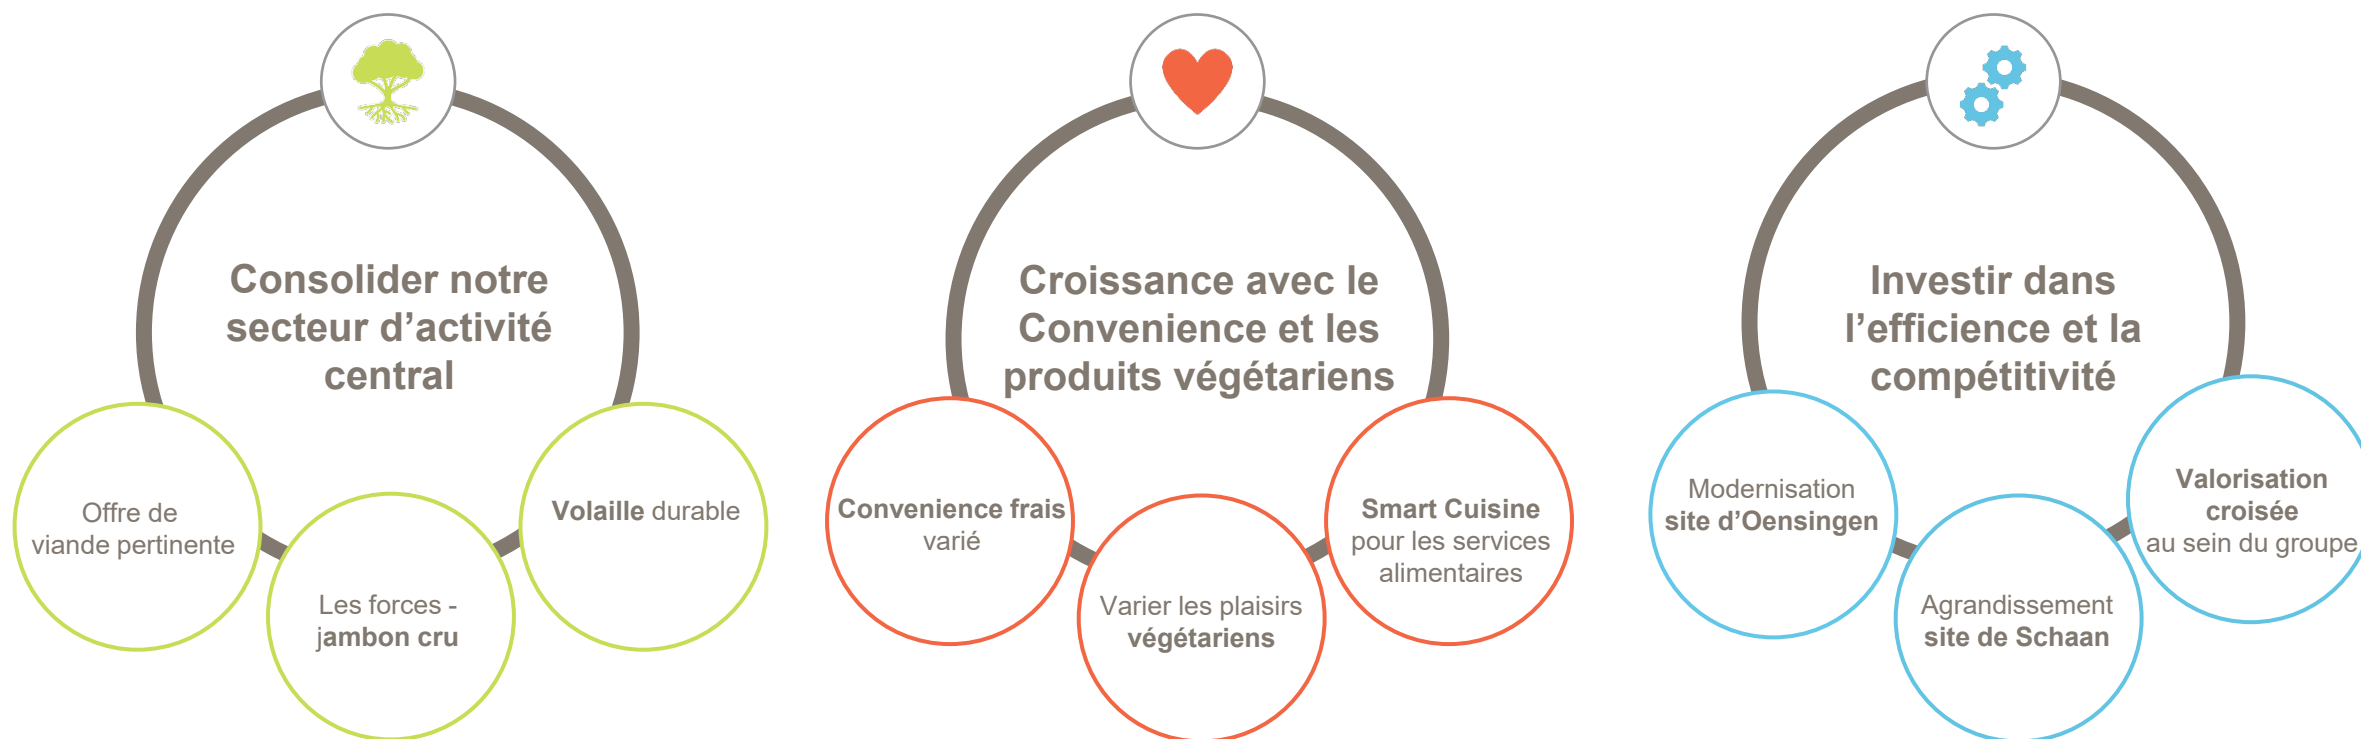 Consolider notre
secteur d’activité
central
Offre de
viande pertinente
Les forces -
jambon cru
Volaille durable
Croissance avec le
Convenience et les
produits végétariens
Convenience frais
varié
Varier les plaisirs
végétariens
Smart Cuisine
pour les services
alimentaires
Investir dans
l’efficience et la
compétitivité
Modernisation
site d’Oensingen
Agrandissement
site de Schaan
Valorisation
croisée
au sein du groupe